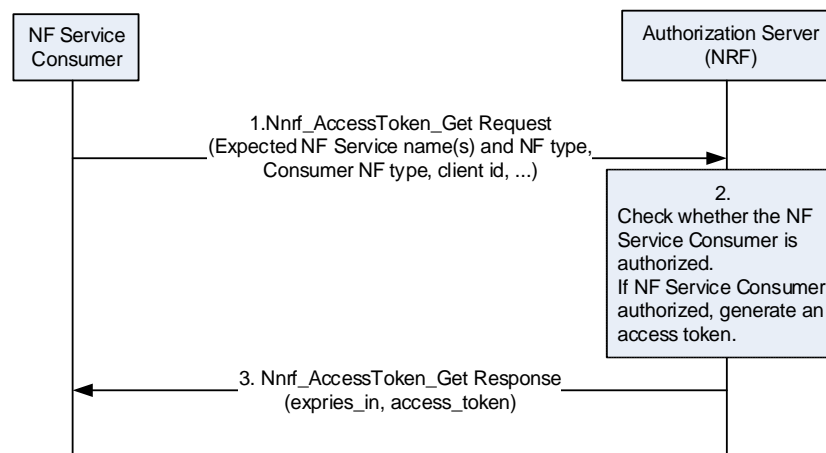 NF Service
Consumer
Authorization Server
(NRF)
1.Nnrf_AccessToken_Get Request
(Expected NF Service name(s) and NF type,
Consumer NF type, client id, ...)
2.
Check whether the NF
Service Consumer is
authorized.
If NF Service Consumer
authorized, generate an
access token.
3. Nnrf_AccessToken_Get Response
(expries_in, access_token)